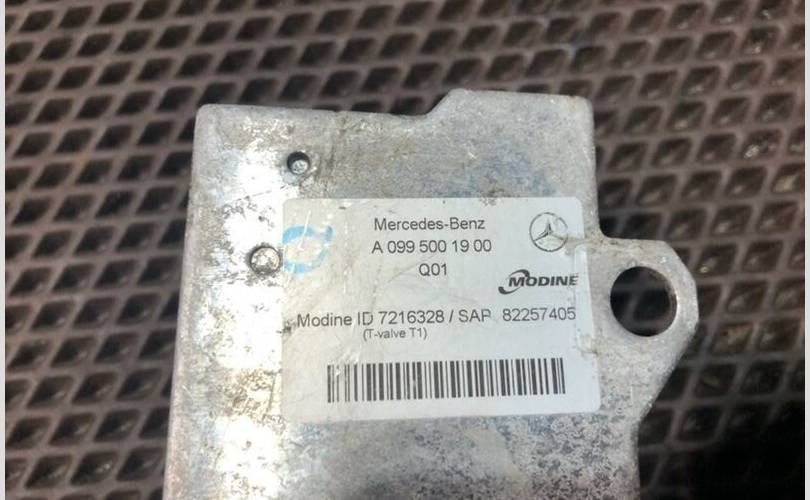 Mercedes-Benz
A 099 500 19 00
Q01
MODINE
Modine ID 7216328 / SAP 82257405
(T-valve T1)